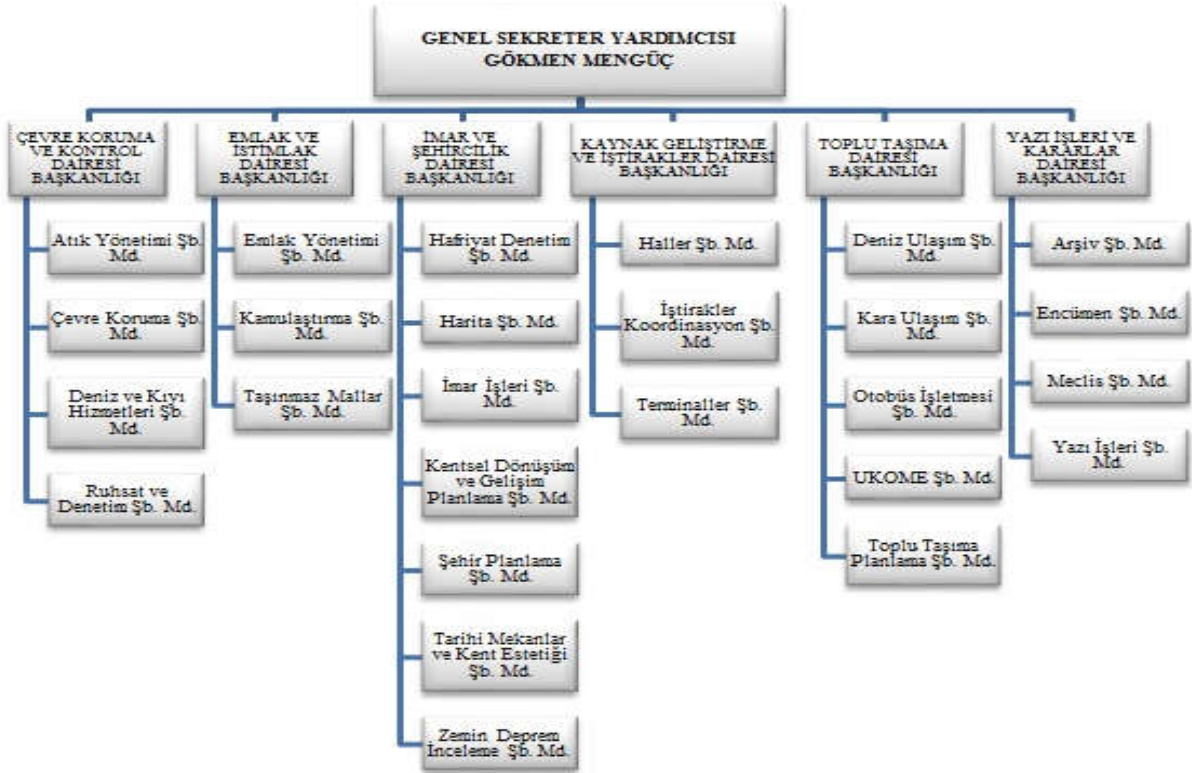 GENEL SEKRETER YARDIMCISI
GÖKMEN MENGÜÇ
ÇEVRE KORUMA
VE KONTROL
DAİRESİ
BAŞKANLIĞI
Atık Yönetimi Şb.
Md.
Çevre Koruma Şb.
Md.
Deniz ve Kıyı
Hizmetleri Şb.
Md.
Ruhsat ve
Denetim Şb. Md.
EMLAK VE
İSTİMLAK
DAİRESİ
BAŞKANLIĞI
Emlak Yönetimi
Şb. Md.
Kamulaştırma Şb.
Md.
Taşınmaz Mallar
Şb. Md.
İMAR VE
ŞEHİRCİLİK
DAİRESİ
BAŞKANLIĞI
Hafriyat Denetim
Şb. Md.
Harita Şb. Md.
İmar İşleri Şb.
Md.
Kentsel Dönüşüm
ve Gelişim
Planlama Şb. Md.
Şehir Planlama
Şb. Md.
Tarihi Mekanlar
ve Kent Estetiği
Şb. Md.
Zemin Deprem
İnceleme Şb. Md.
KAYNAK GELİŞTİRME
VE İŞTİRAKLER DAİRESİ
BAŞKANLIĞI
Haller Şb. Md.
İştirakler
Koordinasyon Şb.
Md.
Terminaller Şb.
Md.
TOPLU TAŞIMA
DAİRESİ
BAŞKANLIĞI
Deniz Ulaşım Şb.
Md.
Kara Ulaşım Şb.
Md.
Otobüs İşletmesi
Şb. Md.
UKOME Şb. Md.
Toplu Taşıma
Planlama Şb. Md.
YAZI İŞLERİ VE
KARARLAR
DAİRESİ
BAŞKANLIĞI
Arşiv Şb. Md.
Encümen Şb. Md.
Meclis Şb. Md.
Yazı İşleri Şb.
Md.